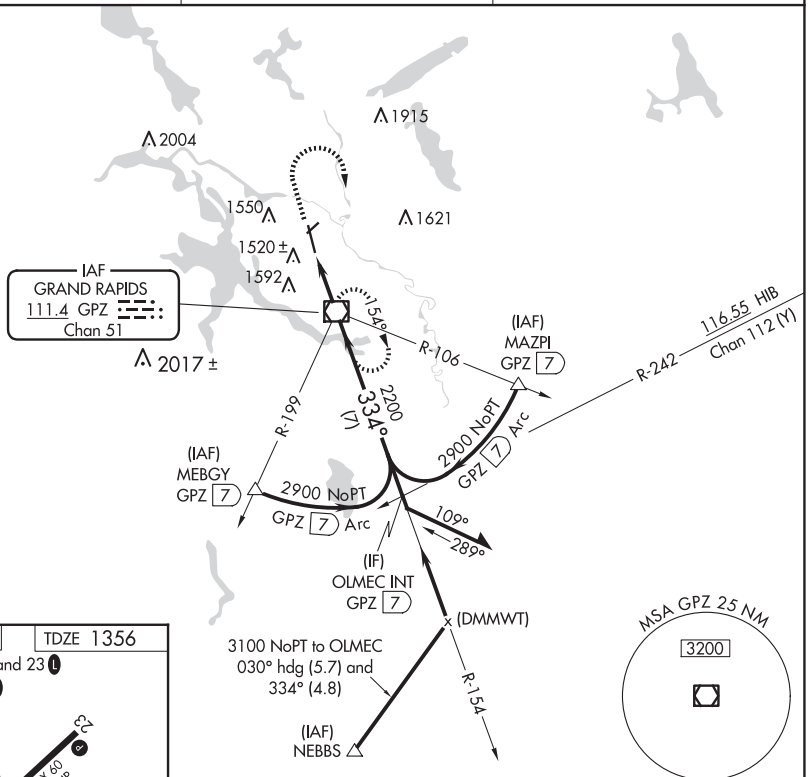 1915
2004
1550
1621
1520 ±
1592
IAF
GRAND RAPIDS
111.4 GPZ
Chan 51
2017 ±
154°
R-106
(IAF)
MAZPI
GPZ 7
116.55 HIB
Chan 112 (Y)
R-242
R-199
2200
334°
(7)
2900 NoPT
GPZ 7 Arc
(IAF)
MEBGY
GPZ 7
2900 NoPT
GPZ 7 Arc
109°
289°
(IF)
OLMEC INT
GPZ 7
x (DMMWT)
3100 NoPT to OLMEC
030° hdg (5.7) and
334° (4.8)
R-154
(IAF)
NEBBS
MSA GPZ 25 NM
3200
TDZE 1356
and 23 L
23
P
x 60